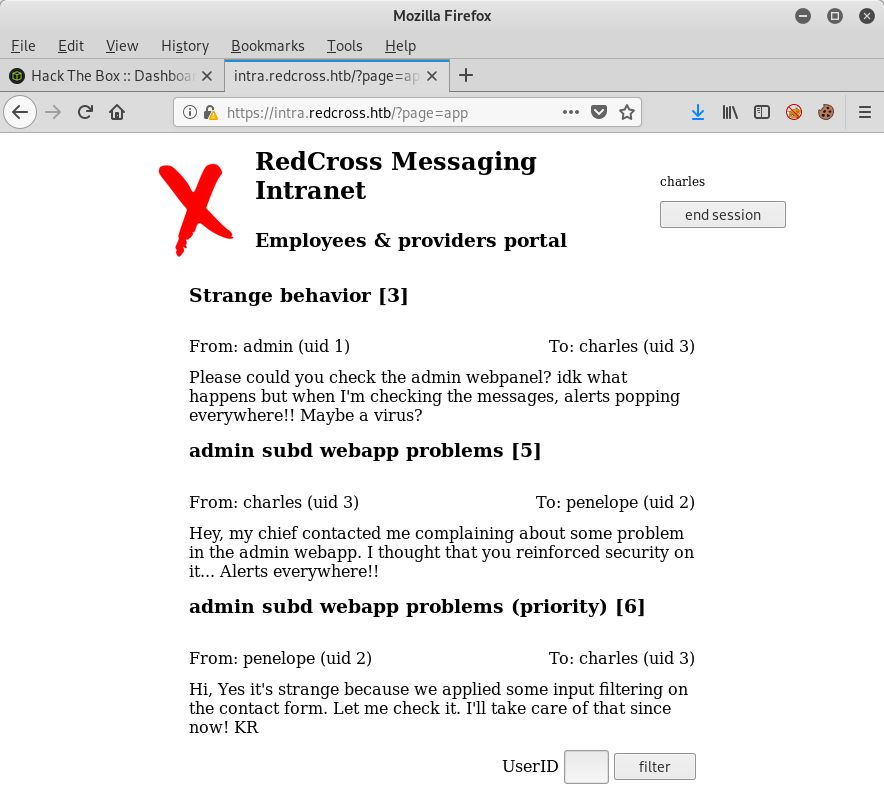 Mozilla Firefox
File Edit View History Bookmarks Tools Help
Hack The Box :: Dashboar
intra.redcross.htb/?page=ap
https://intra.redcross.htb/?page=app
RedCross Messaging
Intranet
charles
end session
Employees & providers portal
Strange behavior [3]
From: admin (uid 1) To: charles (uid 3)
Please could you check the admin webpanel? idk what
happens but when I'm checking the messages, alerts popping
everywhere!! Maybe a virus?
admin subd webapp problems [5]
From: charles (uid 3) To: penelope (uid 2)
Hey, my chief contacted me complaining about some problem
in the admin webapp. I thought that you reinforced security on
it... Alerts everywhere!!
admin subd webapp problems (priority) [6]
From: penelope (uid 2) To: charles (uid 3)
Hi, Yes it's strange because we applied some input filtering on
the contact form. Let me check it. I'll take care of that since
now! KR
UserID filter